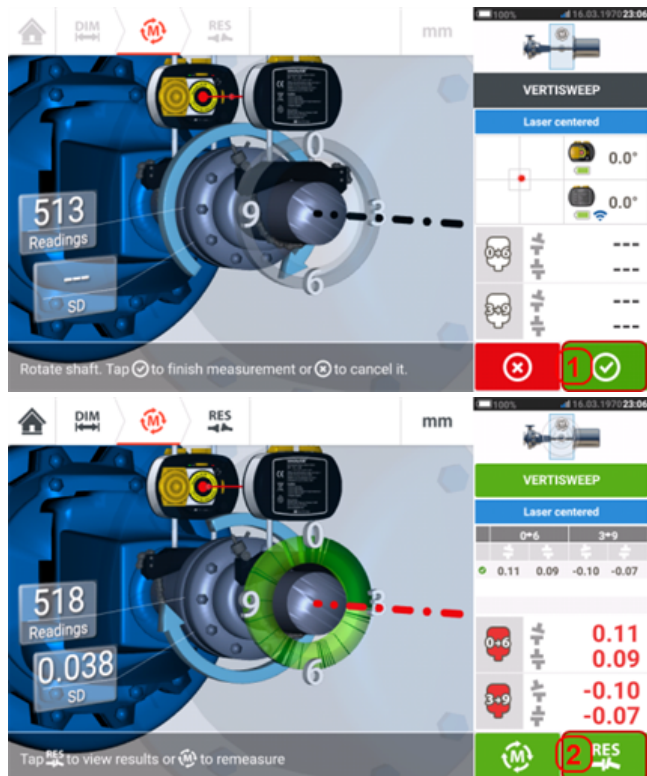 DIM
M
RES
mm
100%
16.03.1970 23:06
VERTISWEEP
Laser centered
0.0°
0.0°
0
3
6
9
513
Readings
---
SD
0+6
---
---
3+9
---
---
Rotate shaft. Tap to finish measurement or to cancel it.
1
DIM
M
RES
mm
100%
16.03.1970 23:06
VERTISWEEP
Laser centered
0+6 3+9
0.11 0.09 -0.10 -0.07
0
3
6
9
518
Readings
0.038
SD
0+6
0.11
0.09
3+9
-0.10
-0.07
Tap RES to view results or M to remeasure
M
2
RES